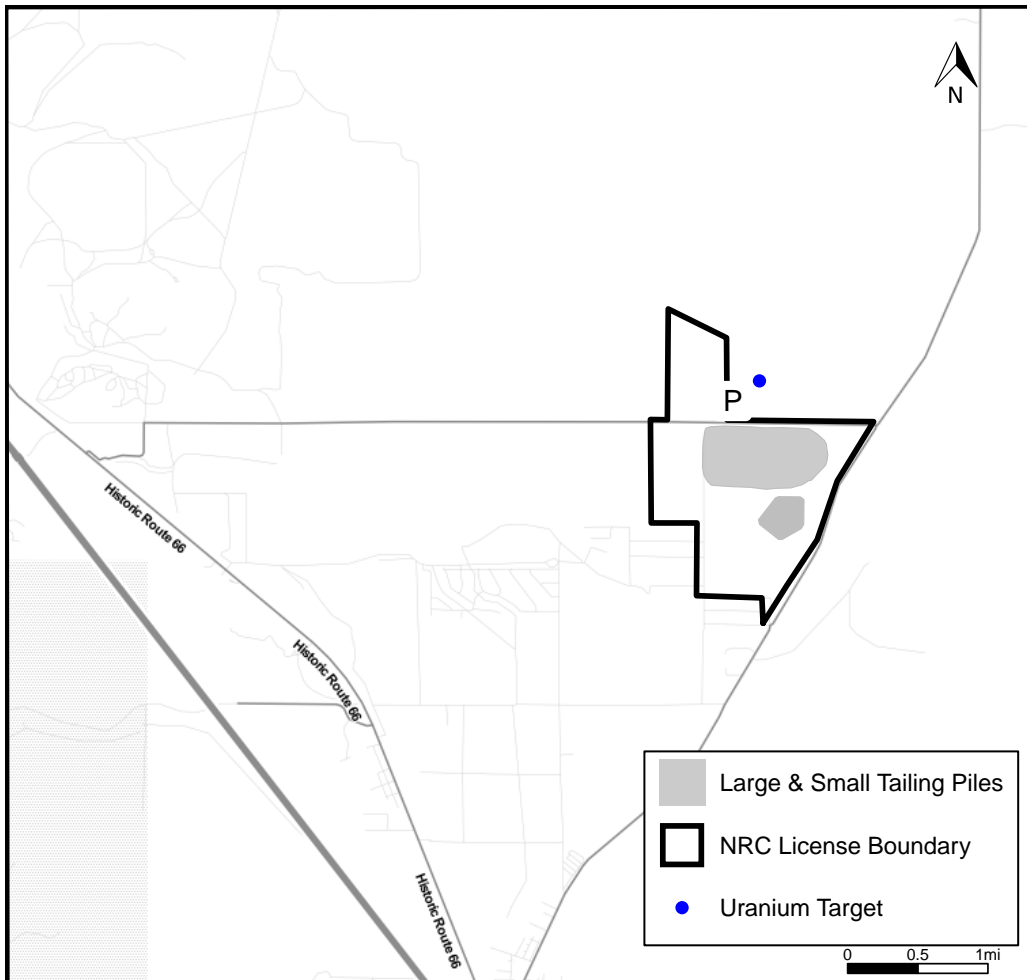 N
P
Historic Route 66
Historic Route 66
Historic Route 66
Large & Small Tailing Piles
NRC License Boundary
Uranium Target
0 0.5 1mi